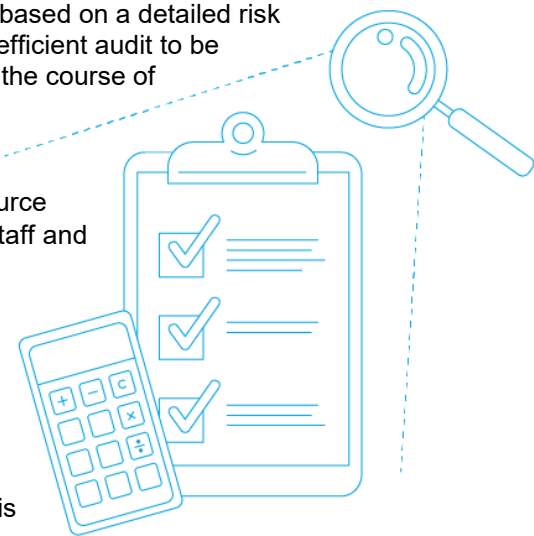 based on a detailed risk
efficient audit to be
the course of
urce
taff and
+ − C
×
÷
is